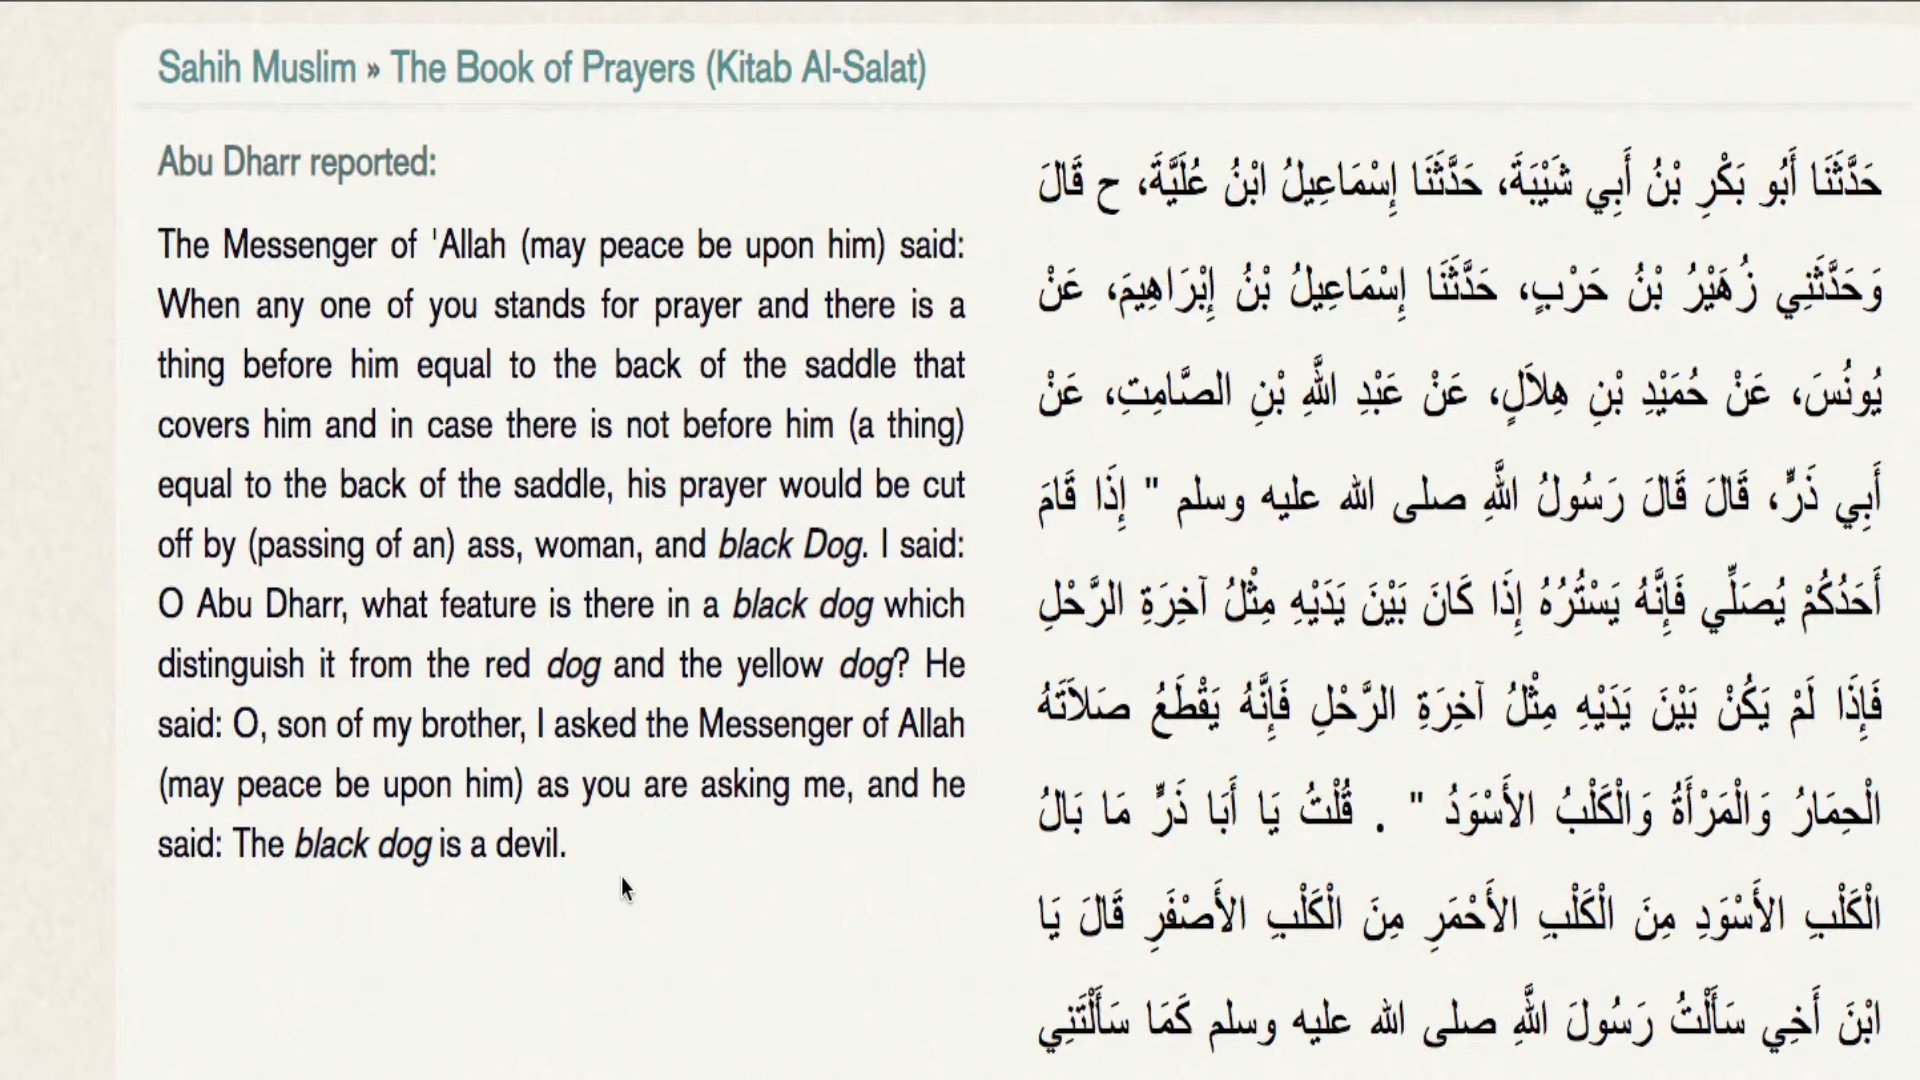 Sahih Muslim » The Book of Prayers (Kitab Al-Salat)
Abu Dharr reported:
The Messenger of 'Allah (may peace be upon him) said:
When any one of you stands for prayer and there is a
thing before him equal to the back of the saddle that
covers him and in case there is not before him (a thing)
equal to the back of the saddle, his prayer would be cut
off by (passing of an) ass, woman, and black Dog. I said:
O Abu Dharr, what feature is there in a black dog which
distinguish it from the red dog and the yellow dog? He
said: O, son of my brother, I asked the Messenger of Allah
(may peace be upon him) as you are asking me, and he
said: The black dog is a devil.
حَدَّثَنَا أَبُو بَكْرِ بْنُ أَبِي شَيْبَةَ، حَدَّثَنَا إِسْمَاعِيلُ ابْنُ عُلَيَّةَ، ح قَالَ
وَحَدَّثَنِي زُهَيْرُ بْنُ حَرْبٍ، حَدَّثَنَا إِسْمَاعِيلُ بْنُ إِبْرَاهِيمَ، عَنْ
يُونُسَ، عَنْ حُمَيْدِ بْنِ هِلاَلٍ، عَنْ عَبْدِ اللَّهِ بْنِ الصَّامِتِ، عَنْ
أَبِي ذَرٍّ، قَالَ قَالَ رَسُولُ اللَّهِ صلى الله عليه وسلم " إِذَا قَامَ
أَحَدُكُمْ يُصَلِّي فَإِنَّهُ يَسْتُرُهُ إِذَا كَانَ بَيْنَ يَدَيْهِ مِثْلُ آخِرَةِ الرَّحْلِ
فَإِذَا لَمْ يَكُنْ بَيْنَ يَدَيْهِ مِثْلُ آخِرَةِ الرَّحْلِ فَإِنَّهُ يَقْطَعُ صَلاَتَهُ
الْحِمَارُ وَالْمَرْأَةُ وَالْكَلْبُ الأَسْوَدُ " . قُلْتُ يَا أَبَا ذَرٍّ مَا بَالُ
الْكَلْبِ الأَسْوَدِ مِنَ الْكَلْبِ الأَحْمَرِ مِنَ الْكَلْبِ الأَصْفَرِ قَالَ يَا
ابْنَ أَخِي سَأَلْتُ رَسُولَ اللَّهِ صلى الله عليه وسلم كَمَا سَأَلْتَنِي